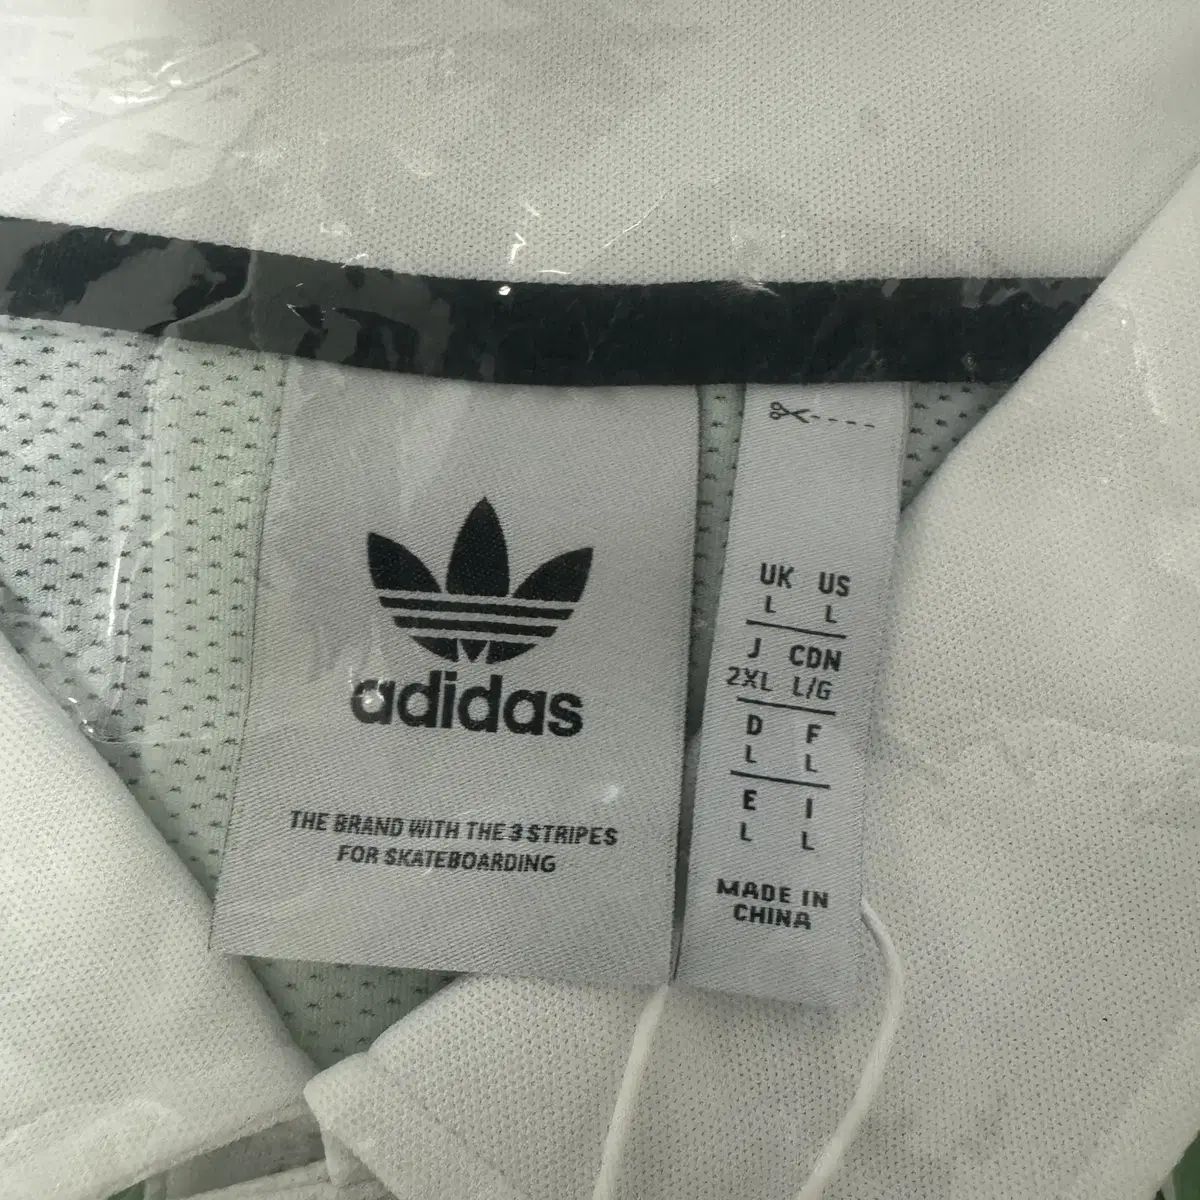 adidas
THE BRAND WITH THE 3 STRIPES
FOR SKATEBOARDING
UK US
L L
J CDN
2XL L/G
D F
L L
E I
L L
MADE IN
CHINA